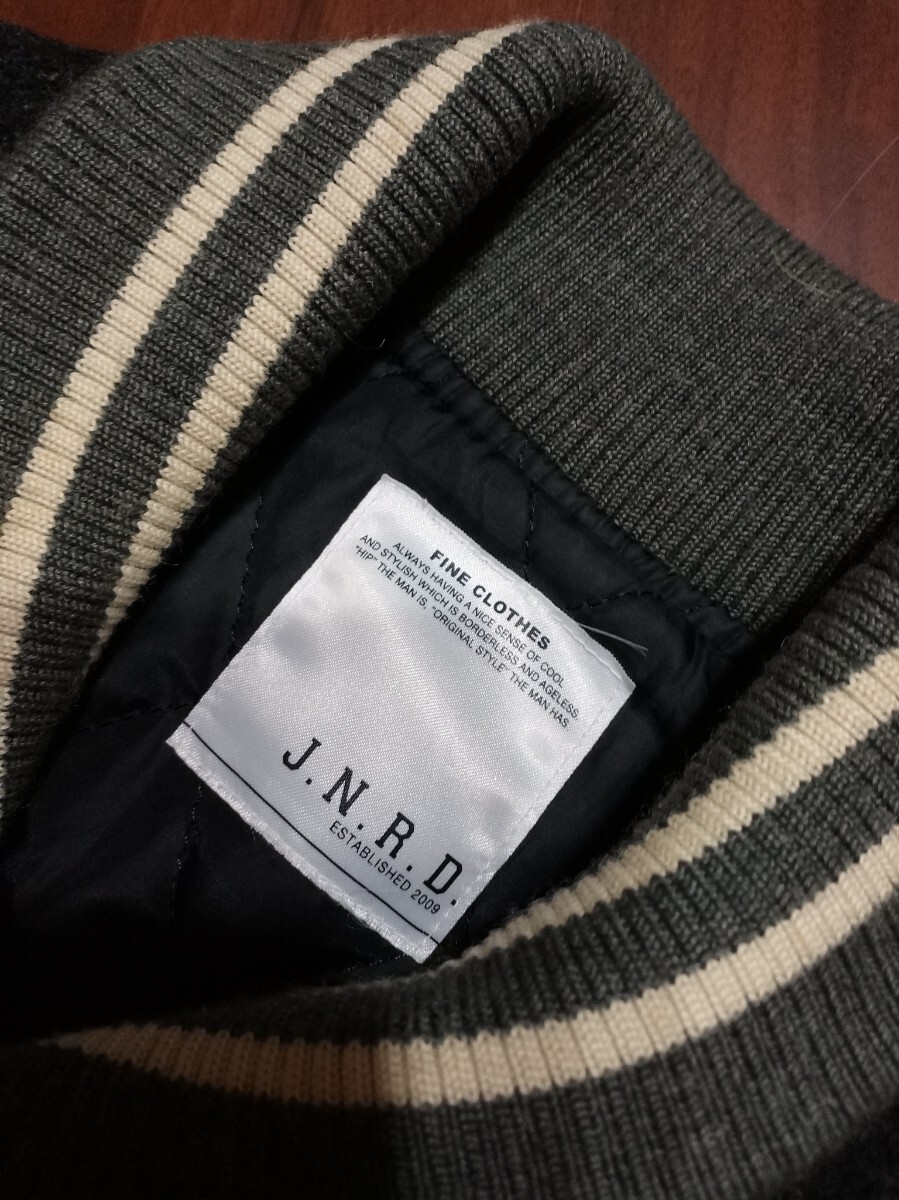 FINE CLOTHES
ALWAYS HAVING A NICE SENSE OF COOL
AND STYLISH WHICH IS BORDERLESS AND AGELESS.
"HIP" THE MAN IS, "ORIGINAL STYLE" THE MAN HAS.
J.N.R.D.
ESTABLISHED 2009